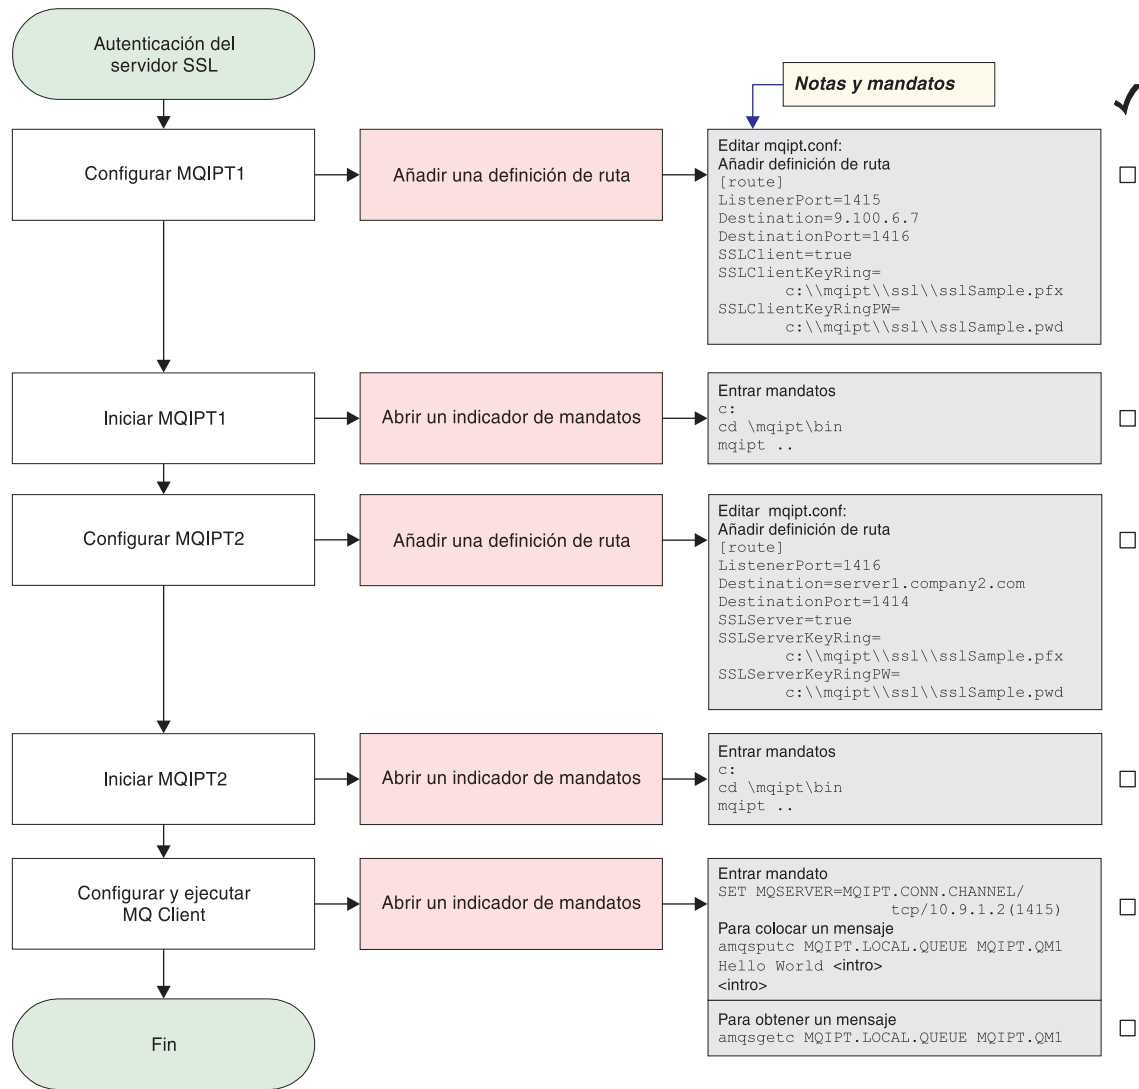 Autenticación del
servidor SSL
Notas y mandatos
Configurar MQIPT1
Añadir una definición de ruta
Editar mqipt.conf:
Añadir definición de ruta
[route]
ListenerPort=1415
Destination=9.100.6.7
DestinationPort=1416
SSLClient=true
SSLClientKeyRing=
c:\\mqipt\\ssl\\sslSample.pfx
SSLClientKeyRingPW=
c:\\mqipt\\ssl\\sslSample.pwd
Iniciar MQIPT1
Abrir un indicador de mandatos
Entrar mandatos
c:
cd \mqipt\bin
mqipt ..
Configurar MQIPT2
Añadir una definición de ruta
Editar mqipt.conf:
Añadir definición de ruta
[route]
ListenerPort=1416
Destination=server1.company2.com
DestinationPort=1414
SSLServer=true
SSLServerKeyRing=
c:\\mqipt\\ssl\\sslSample.pfx
SSLServerKeyRingPW=
c:\\mqipt\\ssl\\sslSample.pwd
Iniciar MQIPT2
Abrir un indicador de mandatos
Entrar mandatos
c:
cd \mqipt\bin
mqipt ..
Configurar y ejecutar
MQ Client
Abrir un indicador de mandatos
Entrar mandato
SET MQSERVER=MQIPT.CONN.CHANNEL/
tcp/10.9.1.2(1415)
Para colocar un mensaje
amqsputc MQIPT.LOCAL.QUEUE MQIPT.QM1
Hello World <intro>
<intro>
Para obtener un mensaje
amqsgetc MQIPT.LOCAL.QUEUE MQIPT.QM1
Fin